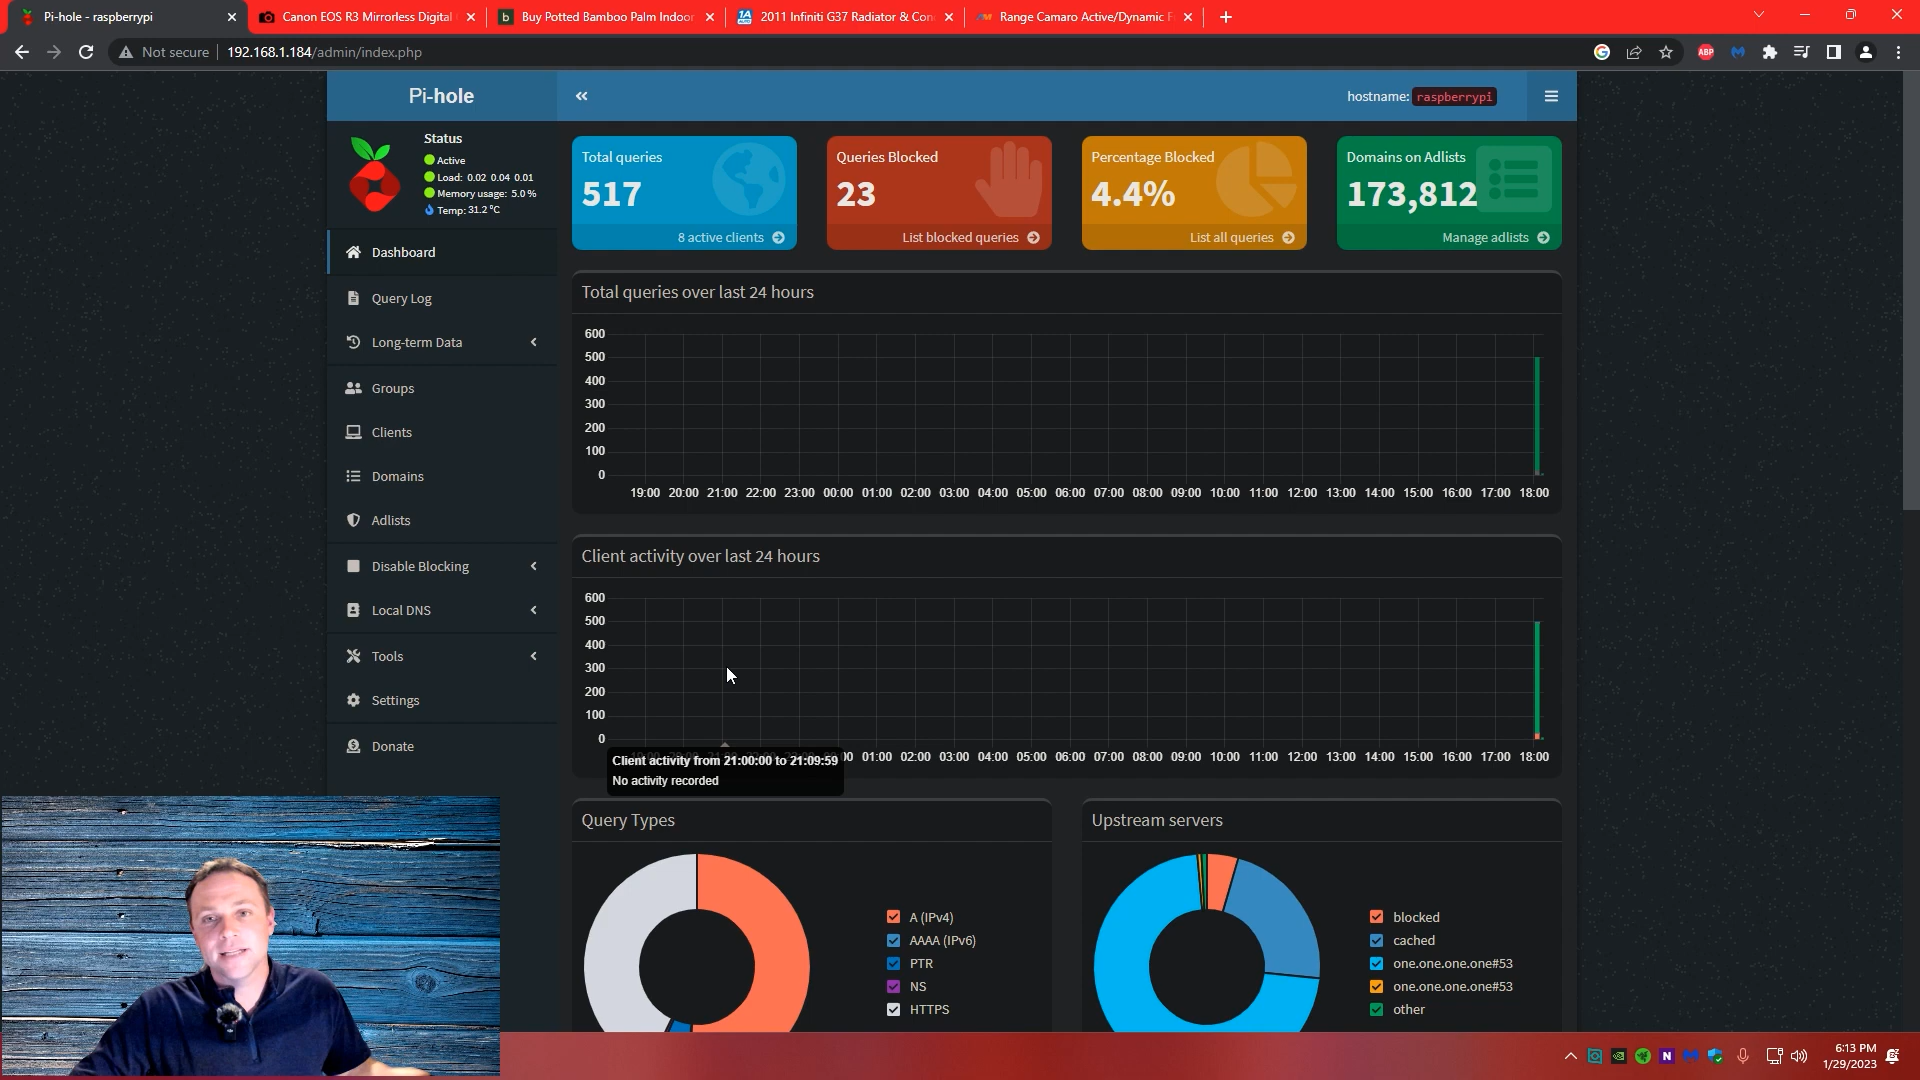 Pi-hole - raspberrypi
Canon EOS R3 Mirrorless Digital
Buy Potted Bamboo Palm Indoor
2011 Infiniti G37 Radiator & Con
Range Camaro Active/Dynamic F
Not secure
192.168.1.184/admin/index.php
ABP
Pi-hole
hostname: raspberrypi
Status
Active
Load: 0.02 0.04 0.01
Memory usage: 5.0 %
Temp: 31.2 °C
Total queries
517
8 active clients
Queries Blocked
23
List blocked queries
Percentage Blocked
4.4%
List all queries
Domains on Adlists
173,812
Manage adlists
Dashboard
Query Log
Long-term Data
Groups
Clients
Domains
Adlists
Disable Blocking
Local DNS
Tools
Settings
Donate
Total queries over last 24 hours
600
500
400
300
200
100
0
19:00 20:00 21:00 22:00 23:00 00:00 01:00 02:00 03:00 04:00 05:00 06:00 07:00 08:00 09:00 10:00 11:00 12:00 13:00 14:00 15:00 16:00 17:00 18:00
Client activity over last 24 hours
600
500
400
300
200
100
0
01:00 02:00 03:00 04:00 05:00 06:00 07:00 08:00 09:00 10:00 11:00 12:00 13:00 14:00 15:00 16:00 17:00 18:00
Client activity from 21:00:00 to 21:09:59
No activity recorded
Query Types
A (IPv4)
AAAA (IPv6)
PTR
NS
HTTPS
Upstream servers
blocked
cached
one.one.one.one#53
one.one.one.one#53
other
6:13 PM
1/29/2023